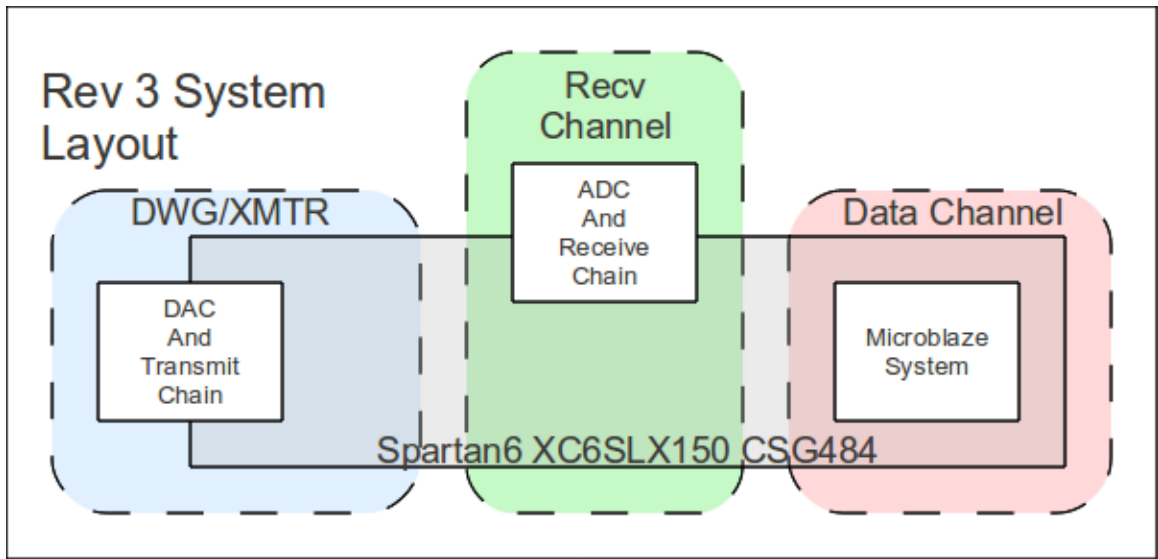 Rev 3 System
Layout
DWG/XMTR
DAC
And
Transmit
Chain
Recv
Channel
ADC
And
Receive
Chain
Data Channel
Microblaze
System
Spartan6 XC6SLX150 CSG484